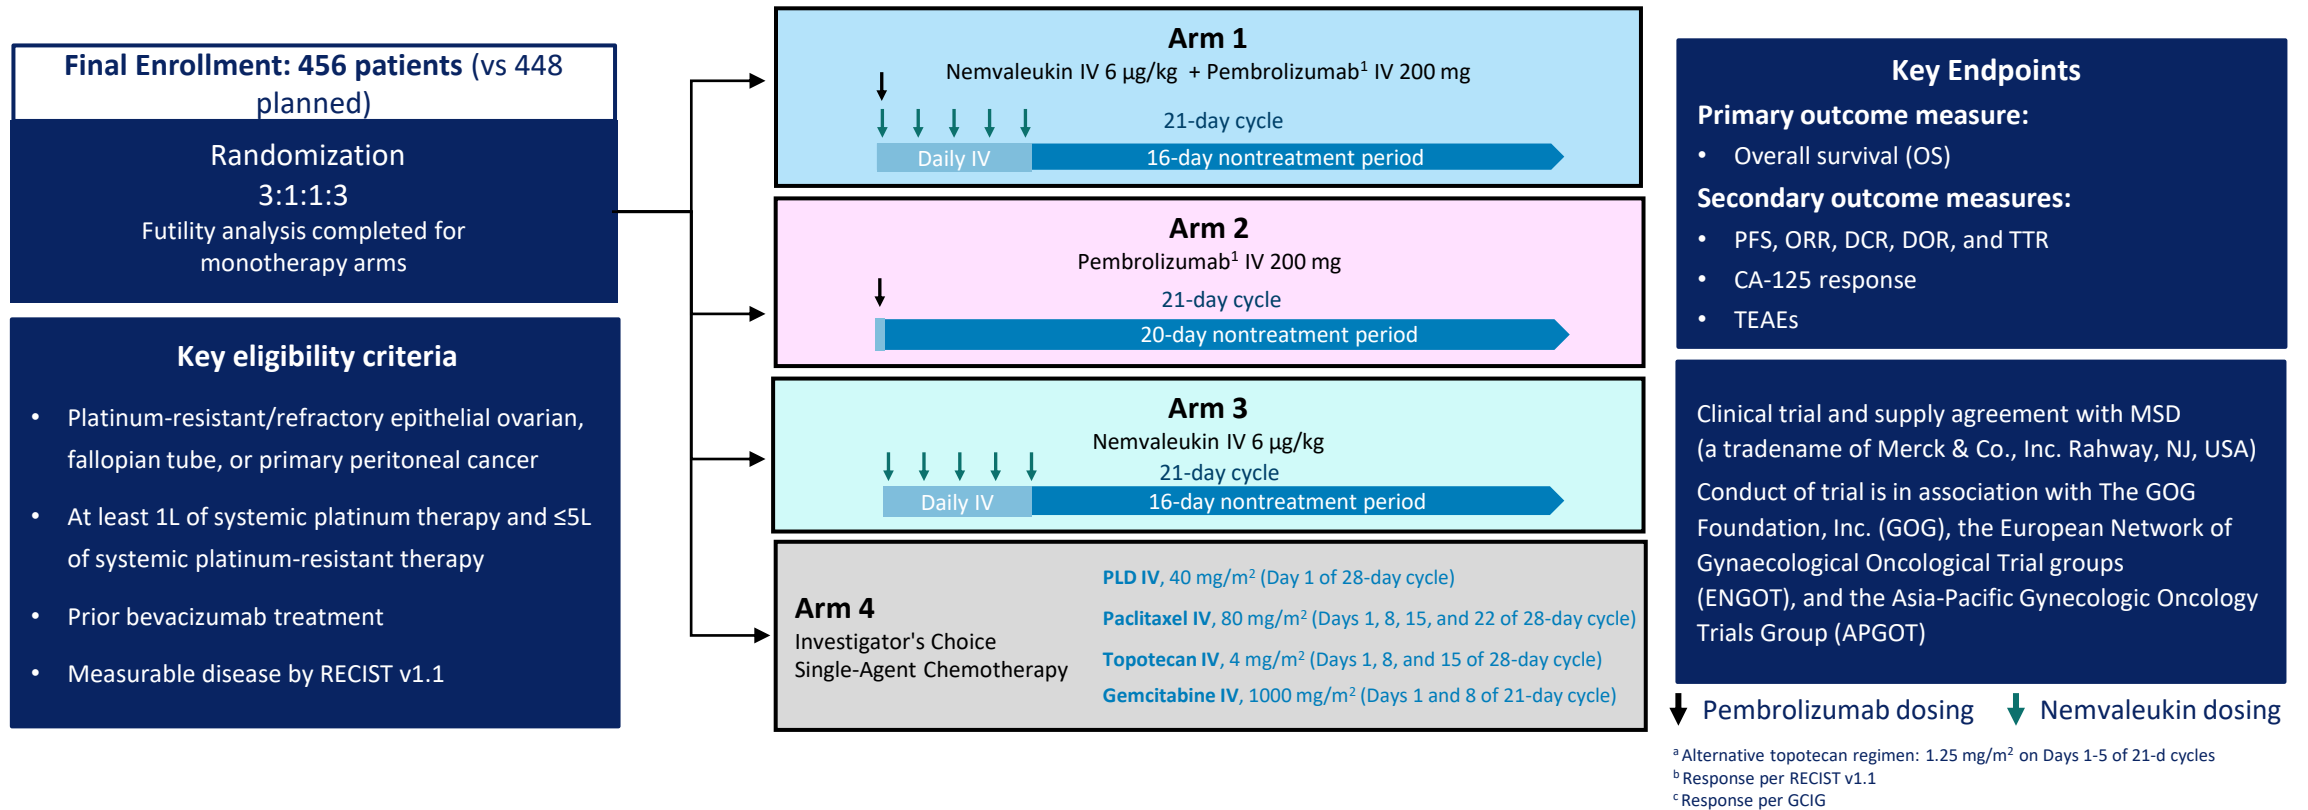 Final Enrollment: 456 patients (vs 448
planned)
Randomization
3:1:1:3
Futility analysis completed for
monotherapy arms
Key eligibility criteria
• Platinum-resistant/refractory epithelial ovarian,
fallopian tube, or primary peritoneal cancer
• At least 1L of systemic platinum therapy and ≤5L
of systemic platinum-resistant therapy
• Prior bevacizumab treatment
• Measurable disease by RECIST v1.1
Arm 1
Nemvaleukin IV 6 µg/kg + Pembrolizumab¹ IV 200 mg
21-day cycle
Daily IV
16-day nontreatment period
Arm 2
Pembrolizumab¹ IV 200 mg
21-day cycle
20-day nontreatment period
Arm 3
Nemvaleukin IV 6 µg/kg
21-day cycle
Daily IV
16-day nontreatment period
Arm 4
Investigator's Choice
Single-Agent Chemotherapy
PLD IV, 40 mg/m² (Day 1 of 28-day cycle)
Paclitaxel IV, 80 mg/m² (Days 1, 8, 15, and 22 of 28-day cycle)
Topotecan IV, 4 mg/m² (Days 1, 8, and 15 of 28-day cycle)
Gemcitabine IV, 1000 mg/m² (Days 1 and 8 of 21-day cycle)
Key Endpoints
Primary outcome measure:
• Overall survival (OS)
Secondary outcome measures:
• PFS, ORR, DCR, DOR, and TTR
• CA-125 response
• TEAEs
Clinical trial and supply agreement with MSD
(a tradename of Merck & Co., Inc. Rahway, NJ, USA)
Conduct of trial is in association with The GOG
Foundation, Inc. (GOG), the European Network of
Gynaecological Oncological Trial groups
(ENGOT), and the Asia-Pacific Gynecologic Oncology
Trials Group (APGOT)
Pembrolizumab dosing
Nemvaleukin dosing
ᵃ Alternative topotecan regimen: 1.25 mg/m² on Days 1-5 of 21-d cycles
ᵇ Response per RECIST v1.1
ᶜ Response per GCIG